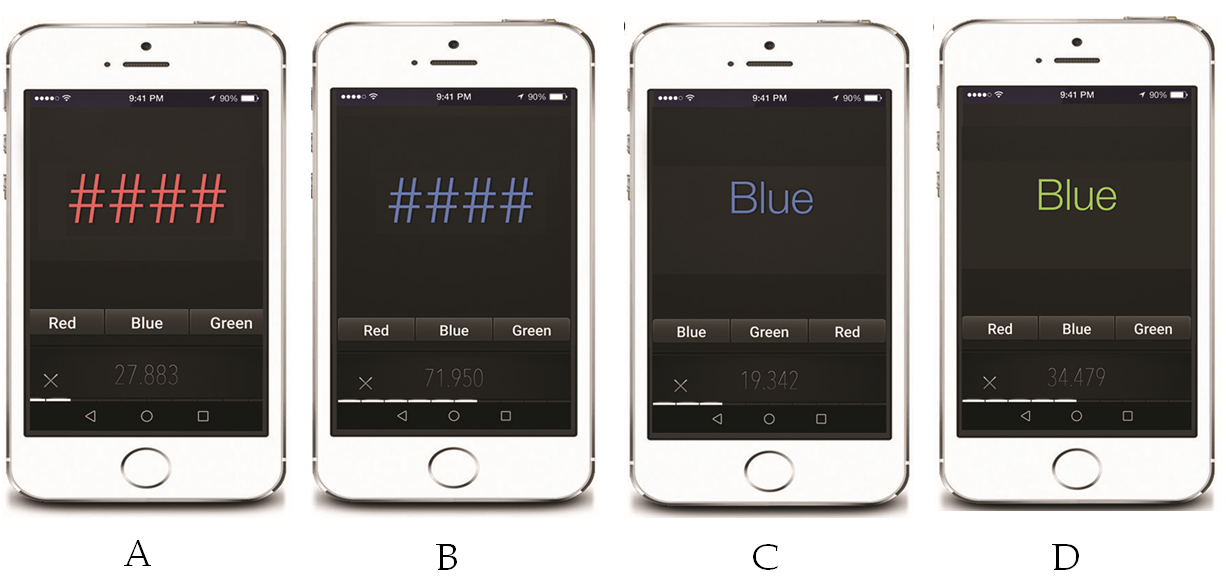 9:41 PM 90%
####
Red Blue Green
27.883
A
9:41 PM 90%
####
Red Blue Green
71.950
B
9:41 PM 90%
Blue
Blue Green Red
19.342
C
9:41 PM 90%
Blue
Red Blue Green
34.479
D